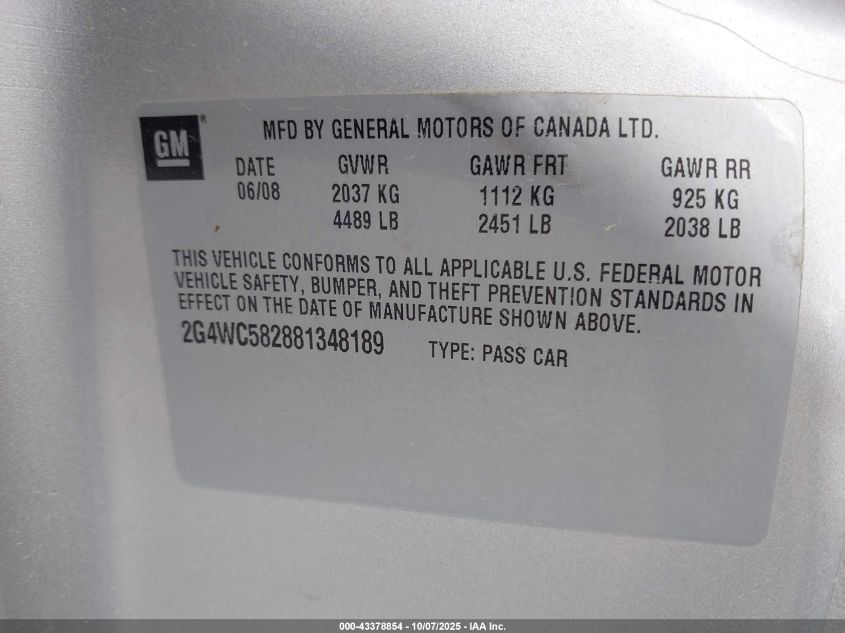 GM®
MFD BY GENERAL MOTORS OF CANADA LTD.
DATE GVWR GAWR FRT GAWR RR
06/08 2037 KG 1112 KG 925 KG
4489 LB 2451 LB 2038 LB
THIS VEHICLE CONFORMS TO ALL APPLICABLE U.S. FEDERAL MOTOR
VEHICLE SAFETY, BUMPER, AND THEFT PREVENTION STANDARDS IN
EFFECT ON THE DATE OF MANUFACTURE SHOWN ABOVE.
2G4WC582881348189 TYPE: PASS CAR
000-43378854 - 10/07/2025 - IAA Inc.